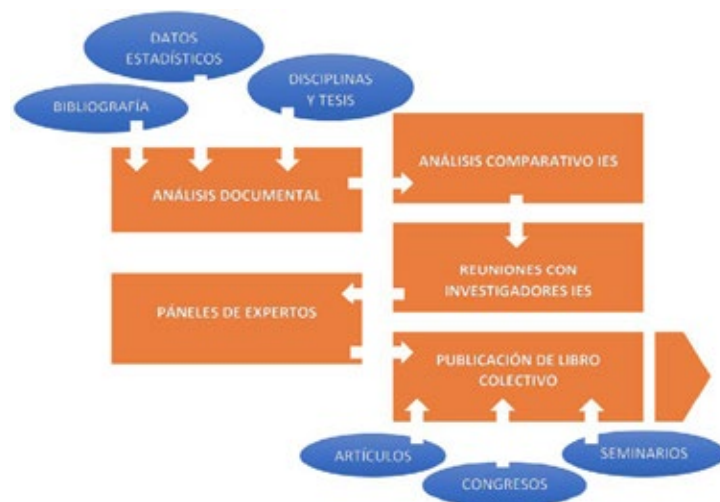 DATOS
ESTADÍSTICOS
DISCIPLINAS
Y TESIS
BIBLIOGRAFÍA
ANÁLISIS COMPARATIVO IES
ANÁLISIS DOCUMENTAL
REUNIONES CON
INVESTIGADORES IES
PÁNELES DE EXPERTOS
PUBLICACIÓN DE LIBRO
COLECTIVO
ARTÍCULOS
SEMINARIOS
CONGRESOS